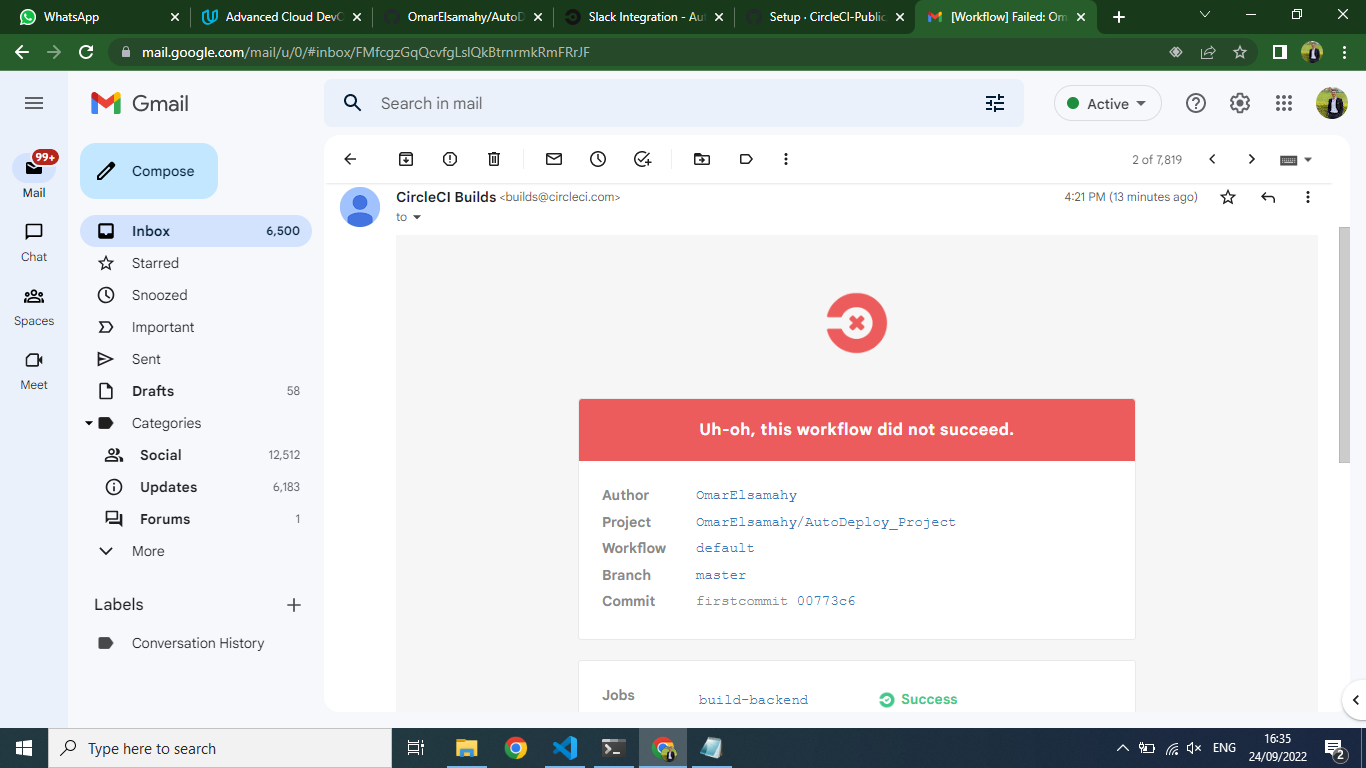 WhatsApp
Advanced Cloud DevO
OmarElsamahy/AutoD
Slack Integration - Aut
Setup · CircleCI-Public
[Workflow] Failed: Om
mail.google.com/mail/u/0/#inbox/FMfcgzGqQcvfgLslQkBtrnrmkRmFRrJF
Gmail
Search in mail
Active
99+
Mail
Chat
Spaces
Meet
Compose
Inbox 6,500
Starred
Snoozed
Important
Sent
Drafts 58
Categories
Social 12,512
Updates 6,183
Forums 1
More
Labels
Conversation History
2 of 7,819
CircleCI Builds <builds@circleci.com>
4:21 PM (13 minutes ago)
to
Uh-oh, this workflow did not succeed.
Author OmarElsamahy
Project OmarElsamahy/AutoDeploy_Project
Workflow default
Branch master
Commit firstcommit 00773c6
Jobs build-backend Success
Type here to search
ENG
16:35
24/09/2022
2